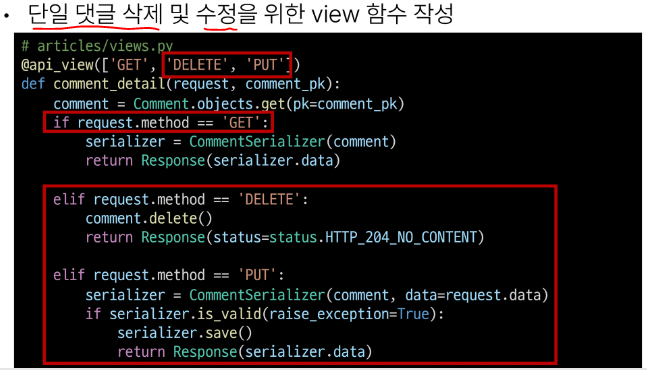 • 단일 댓글 삭제 및 수정을 위한 view 함수 작성
# articles/views.py
@api_view(['GET', 'DELETE', 'PUT'])
def comment_detail(request, comment_pk):
    comment = Comment.objects.get(pk=comment_pk)
    if request.method == 'GET':
        serializer = CommentSerializer(comment)
        return Response(serializer.data)

    elif request.method == 'DELETE':
        comment.delete()
        return Response(status=status.HTTP_204_NO_CONTENT)

    elif request.method == 'PUT':
        serializer = CommentSerializer(comment, data=request.data)
        if serializer.is_valid(raise_exception=True):
            serializer.save()
            return Response(serializer.data)